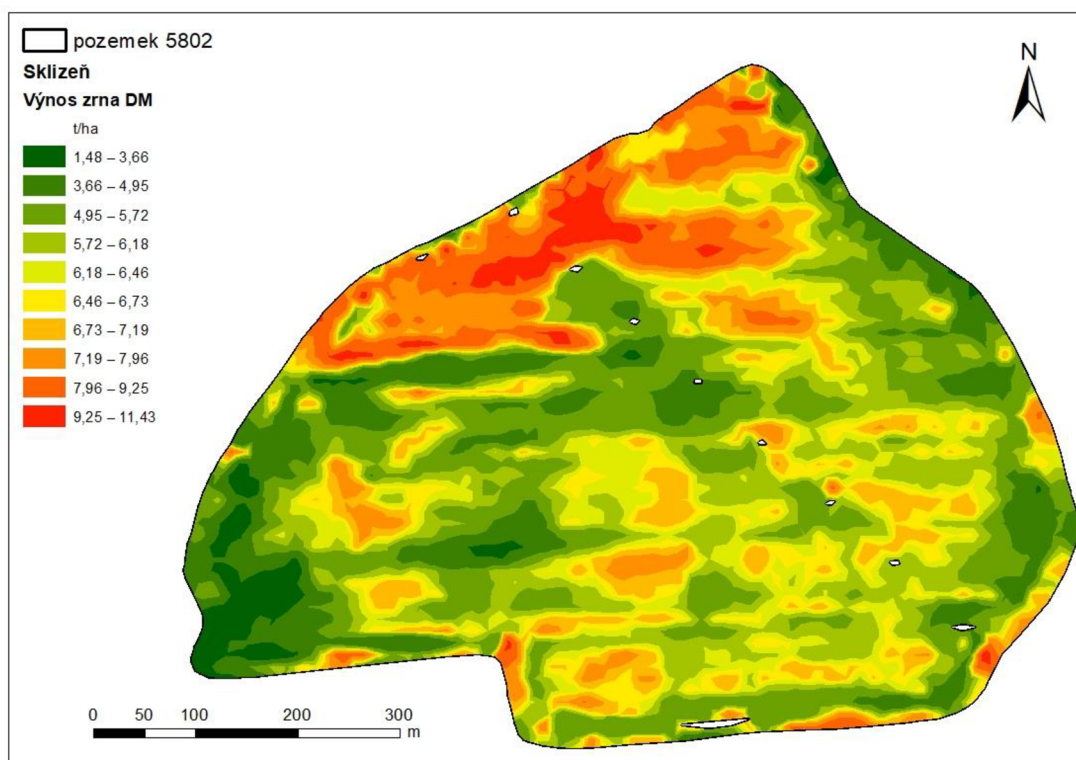 pozemek 5802
Sklizeň
Výnos zrna DM
t/ha
1,48 – 3,66
3,66 – 4,95
4,95 – 5,72
5,72 – 6,18
6,18 – 6,46
6,46 – 6,73
6,73 – 7,19
7,19 – 7,96
7,96 – 9,25
9,25 – 11,43
N
0 50 100 200 300
m